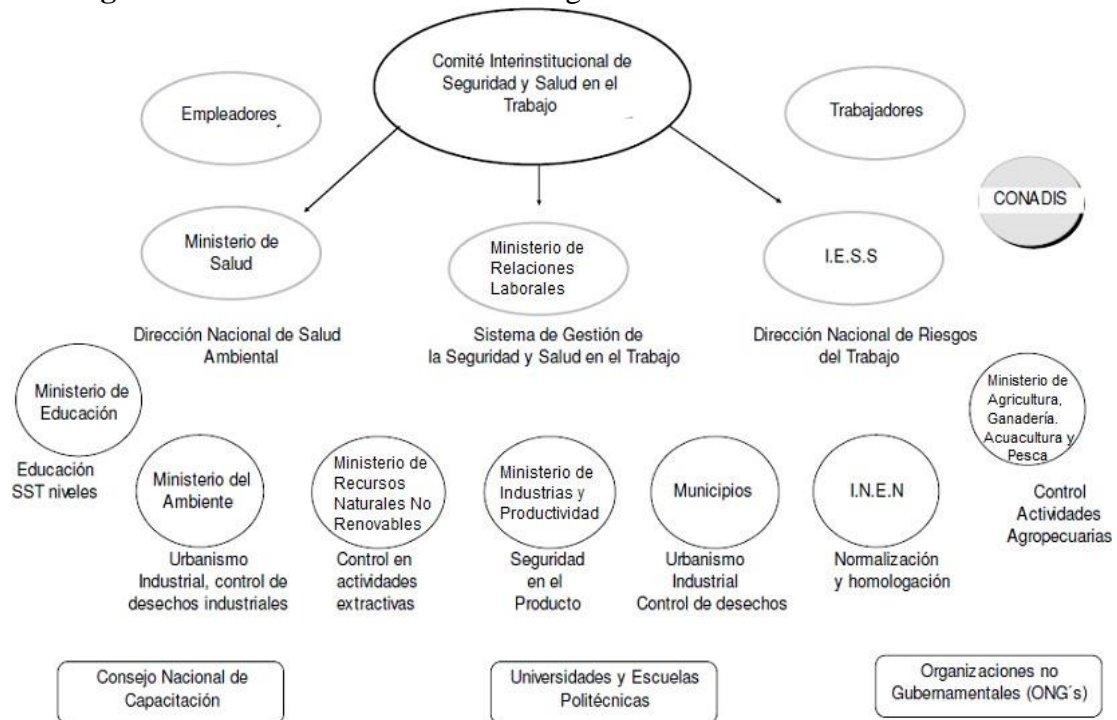 Comité Interinstitucional de
Seguridad y Salud en el
Trabajo
Empleadores
Trabajadores
CONADIS
Ministerio de
Salud
Ministerio de
Relaciones
Laborales
I.E.S.S
Dirección Nacional de Salud
Ambiental
Sistema de Gestión de
la Seguridad y Salud en el Trabajo
Dirección Nacional de Riesgos
del Trabajo
Ministerio de
Educación
Educación
SST niveles
Ministerio de
Agricultura,
Ganadería.
Acuacultura y
Pesca
Control
Actividades
Agropecuarias
Ministerio del
Ambiente
Urbanismo
Industrial, control de
desechos industriales
Ministerio de
Recursos
Naturales No
Renovables
Control en
actividades
extractivas
Ministerio de
Industrias y
Productividad
Seguridad
en el
Producto
Municipios
Urbanismo
Industrial
Control de desechos
I.N.E.N
Normalización
y homologación
Consejo Nacional de
Capacitación
Universidades y Escuelas
Politécnicas
Organizaciones no
Gubernamentales (ONG´s)